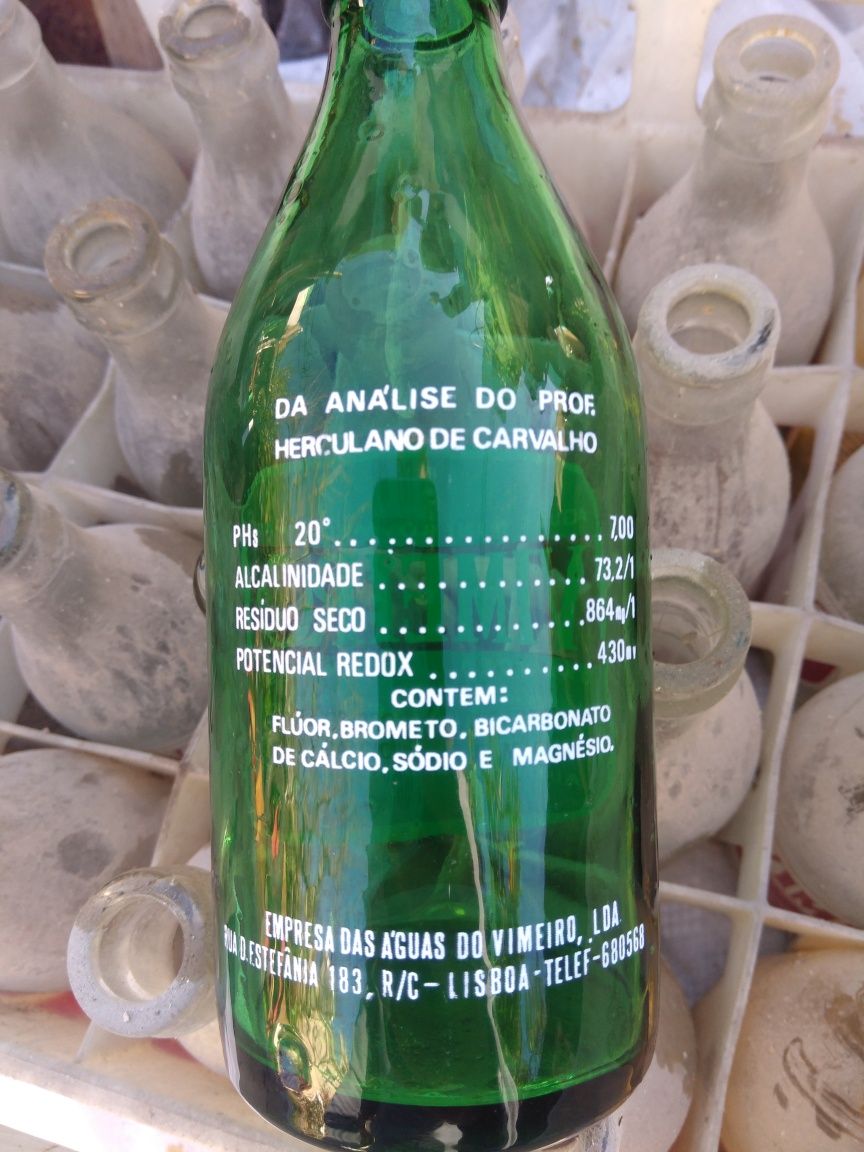 DA ANÁLISE DO PROF.
HERCULANO DE CARVALHO
PHs 20°................7,00
ALCALINIDADE ............73,2/1
RESÍDUO SECO ............864mg/1
POTENCIAL REDOX ..........430mv
CONTEM:
FLÚOR, BROMETO, BICARBONATO
DE CÁLCIO, SÓDIO E MAGNÉSIO.
EMPRESA DAS ÁGUAS DO VIMEIRO, LDA.
RUA D. ESTEFÂNIA 183, R/C - LISBOA - TELEF - 680568